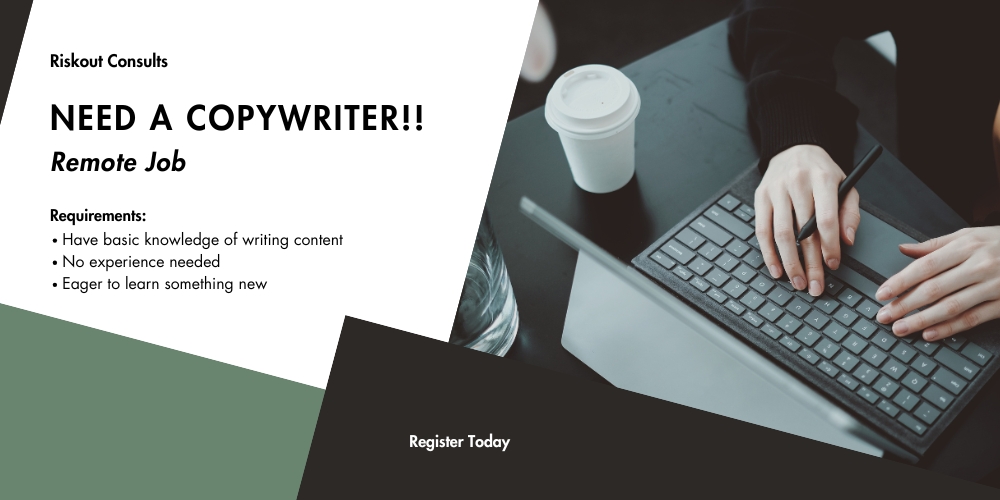 Riskout Consults
NEED A COPYWRITER!!
Remote Job
Requirements:
• Have basic knowledge of writing content
• No experience needed
• Eager to learn something new
Register Today